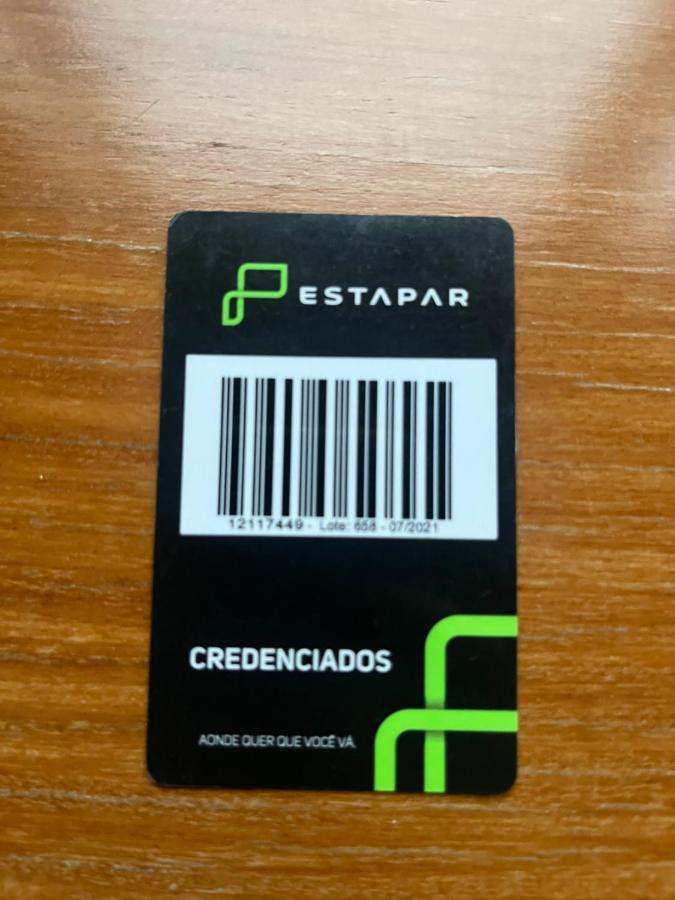 ESTAPAR
12117449 - Lote: 658 - 07/2021
CREDENCIADOS
AONDE QUER QUE VOCÊ VÁ.